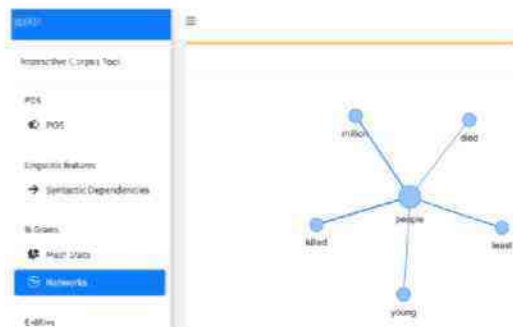 Interactive Corpus Tool
POS
POS
Linguistic features
Syntactic Dependencies
N-Grams
Main Stats
Networks
Entities
million
died
people
killed
least
young